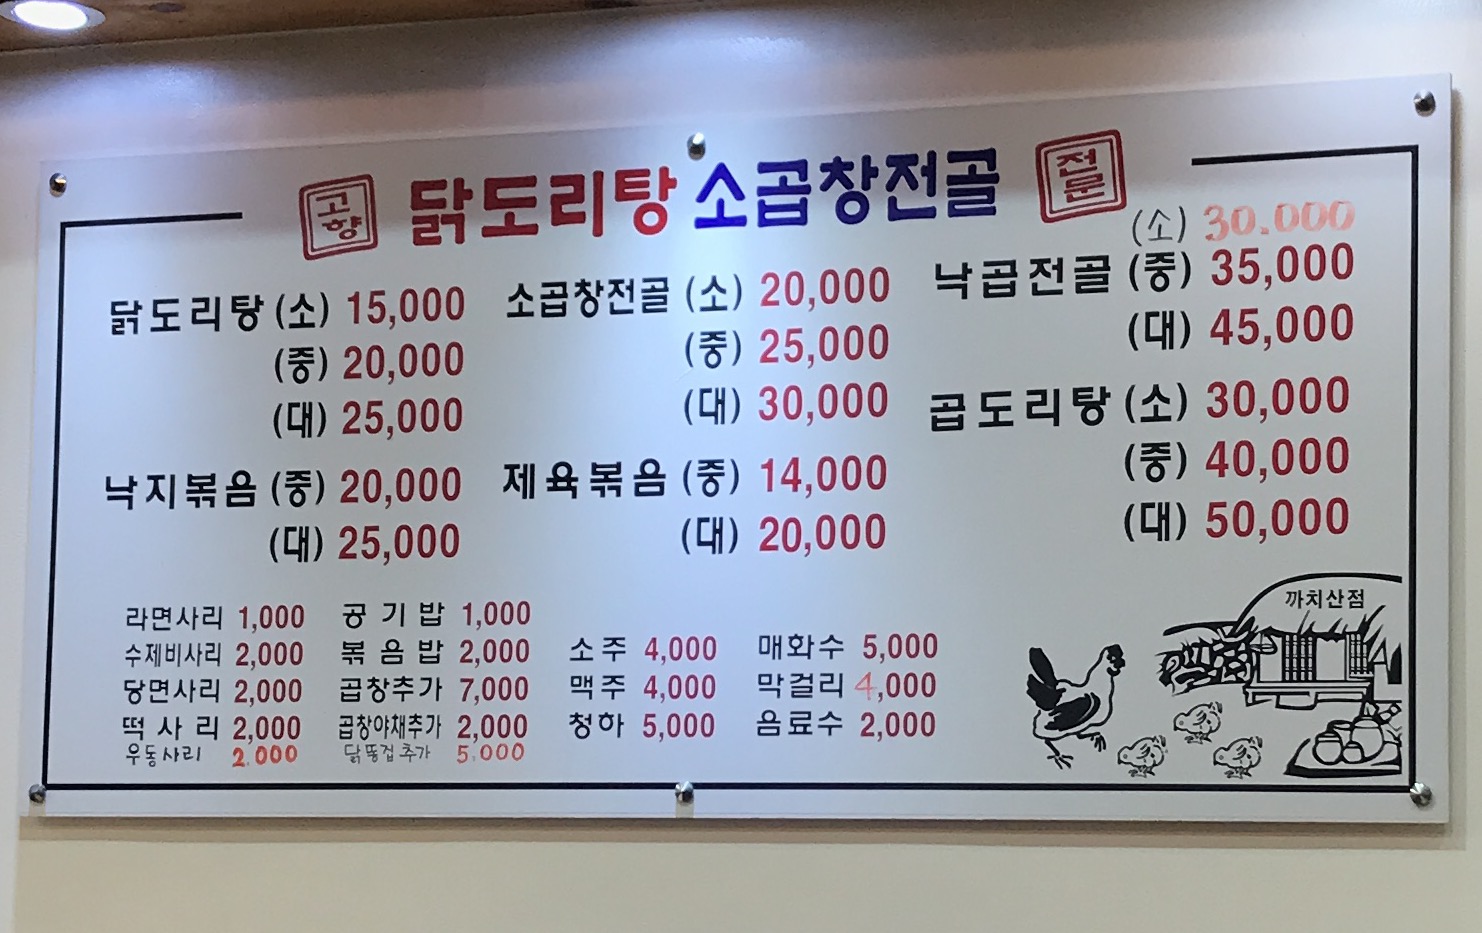 고향 닭도리탕 소곱창전골 전문
닭도리탕 (소) 15,000
(중) 20,000
(대) 25,000
낙지볶음 (중) 20,000
(대) 25,000
소곱창전골 (소) 20,000
(중) 25,000
(대) 30,000
제육볶음 (중) 14,000
(대) 20,000
(소) 30.000
낙곱전골 (중) 35,000
(대) 45,000
곱도리탕 (소) 30,000
(중) 40,000
(대) 50,000
라면사리 1,000
수제비사리 2,000
당면사리 2,000
떡사리 2,000
우동사리 2.000
공기밥 1,000
볶음밥 2,000
곱창추가 7,000
곱창야채추가 2,000
닭똥집추가 5.000
소주 4,000
맥주 4,000
청하 5,000
매화수 5,000
막걸리 4,000
음료수 2,000
까치산점